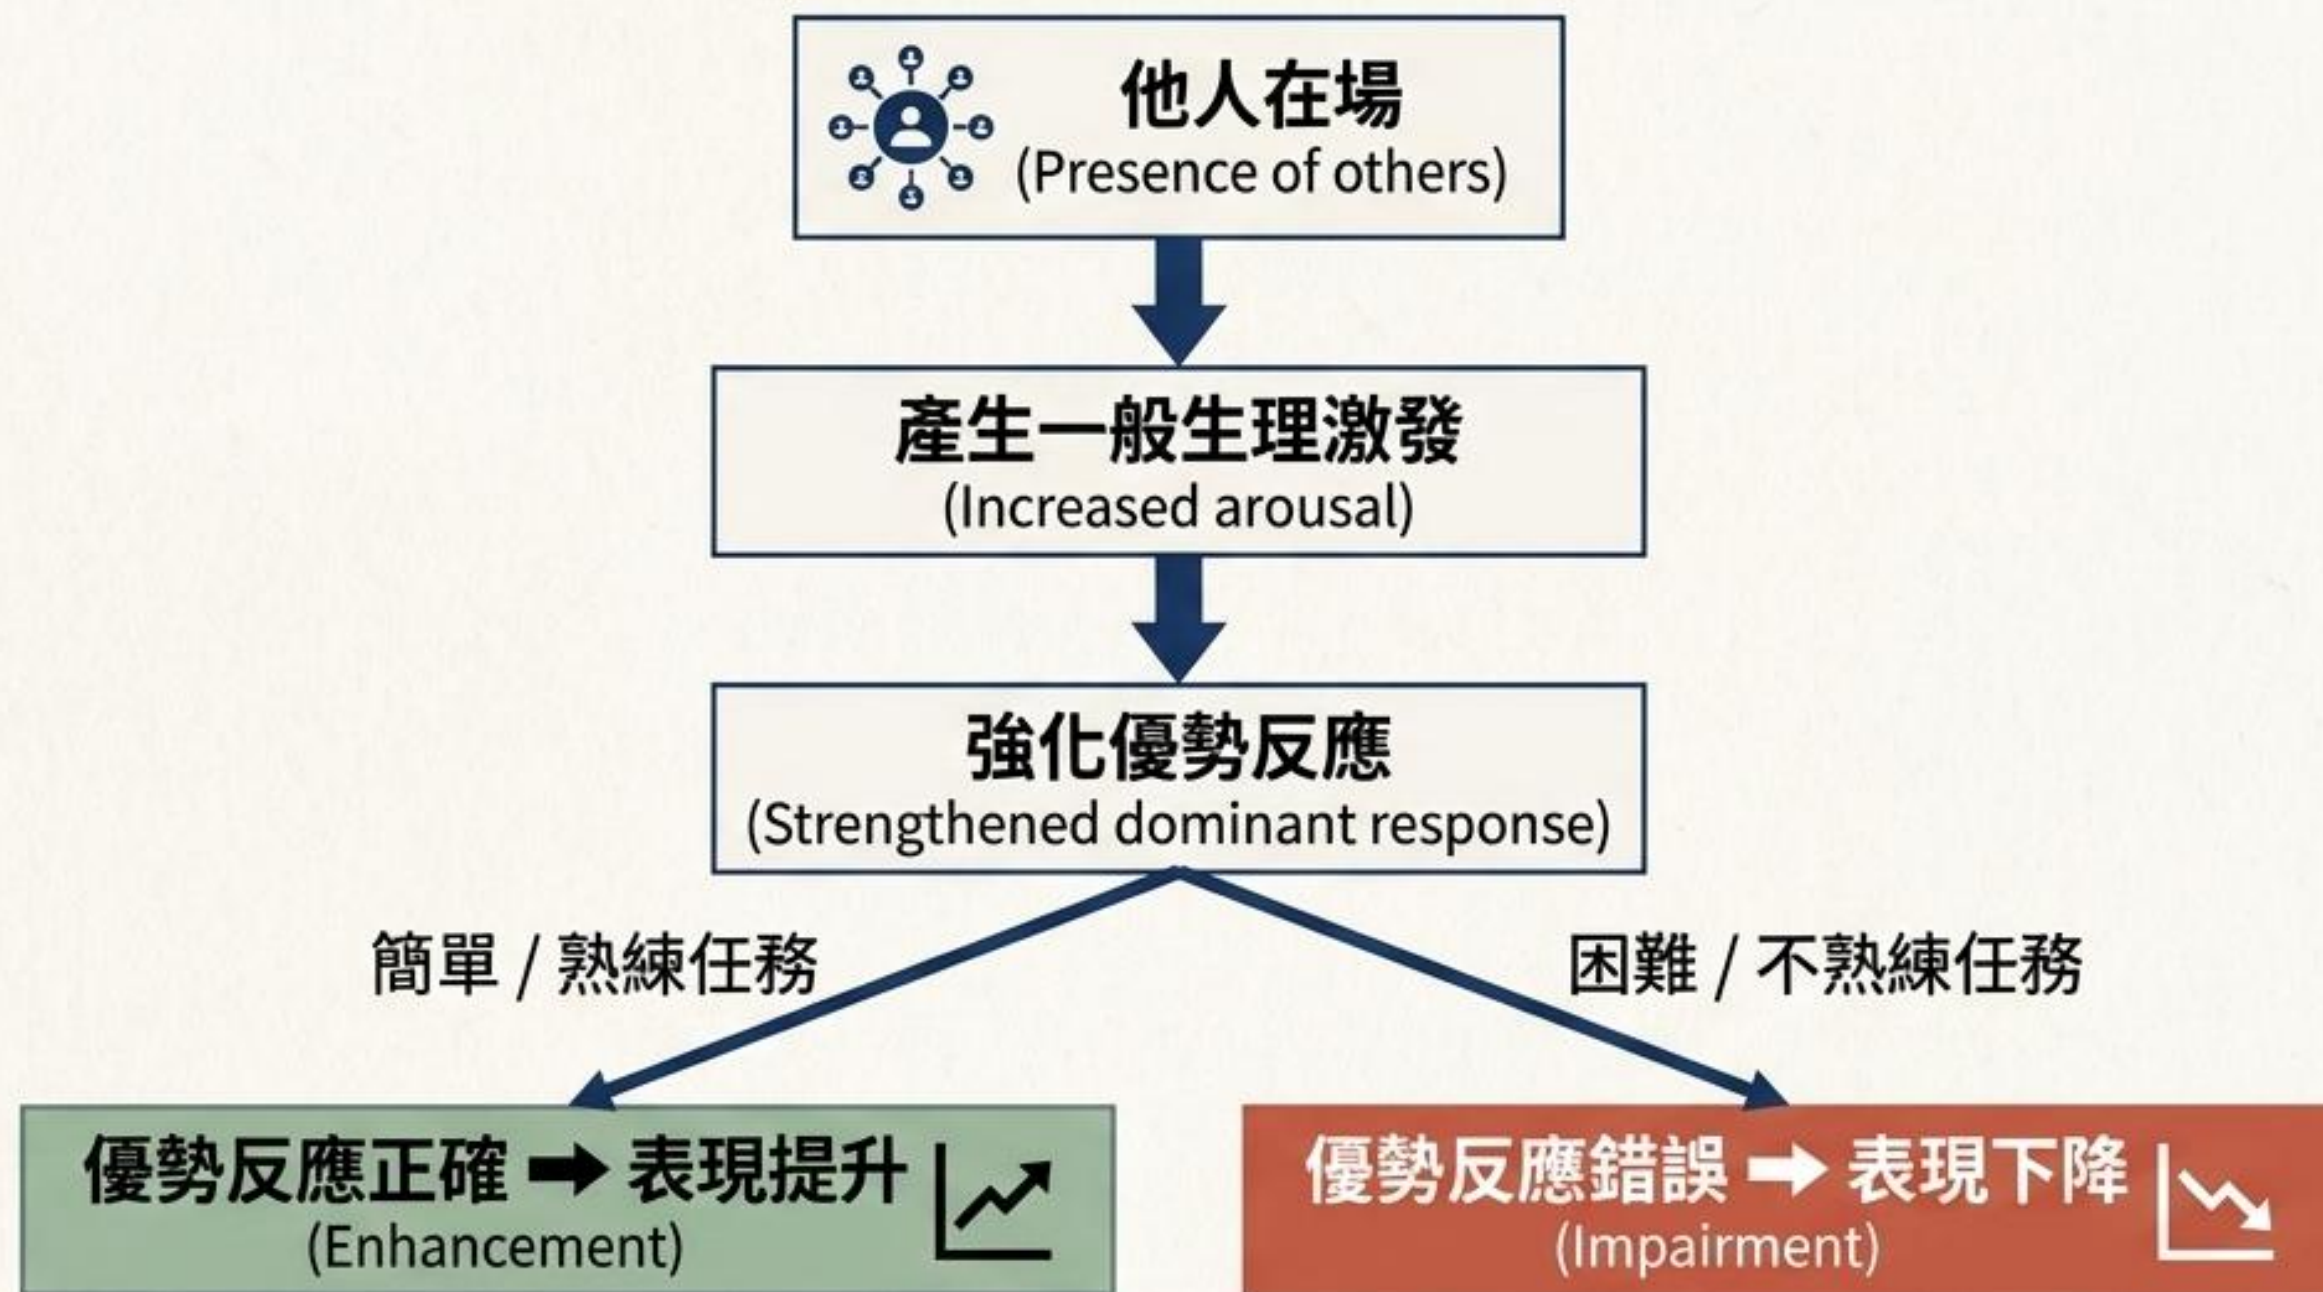 他人在場
(Presence of others)
產生一般生理激發
(Increased arousal)
強化優勢反應
(Strengthened dominant response)
簡單 / 熟練任務
困難 / 不熟練任務
優勢反應正確 ➡ 表現提升
(Enhancement)
優勢反應錯誤 ➡ 表現下降
(Impairment)